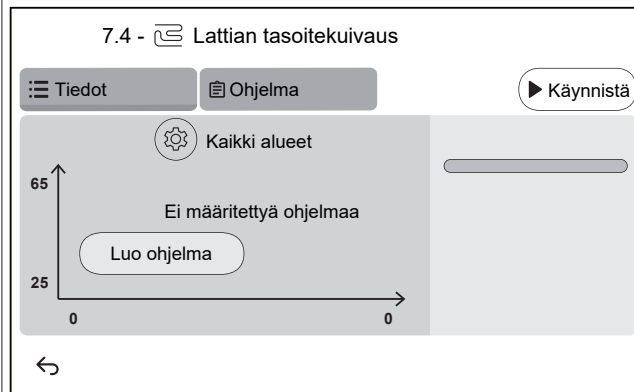 7.4 - Lattian tasoitekuivaus
Tiedot
Ohjelma
Käynnistä
Kaikki alueet
65
Ei määritettyä ohjelmaa
Luo ohjelma
25
0
0